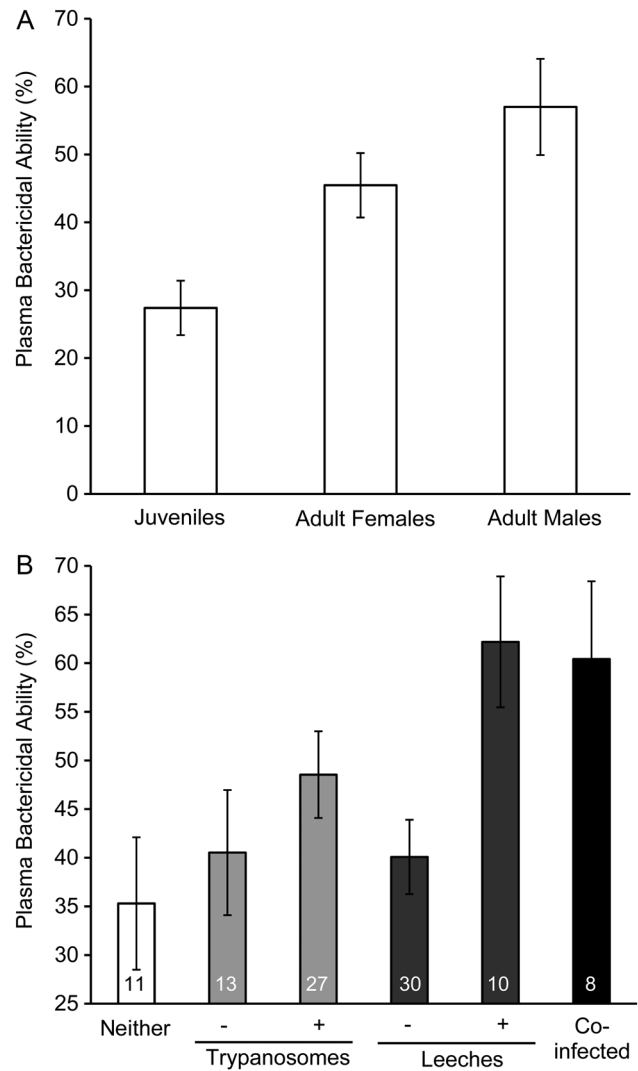 A
Plasma Bactericidal Ability (%)
70
60
50
40
30
20
10
0
Juveniles Adult Females Adult Males
B
Plasma Bactericidal Ability (%)
70
65
60
55
50
45
40
35
30
25
11 13 27 30 10 8
Neither - + - + Co-
infected
Trypanosomes Leeches